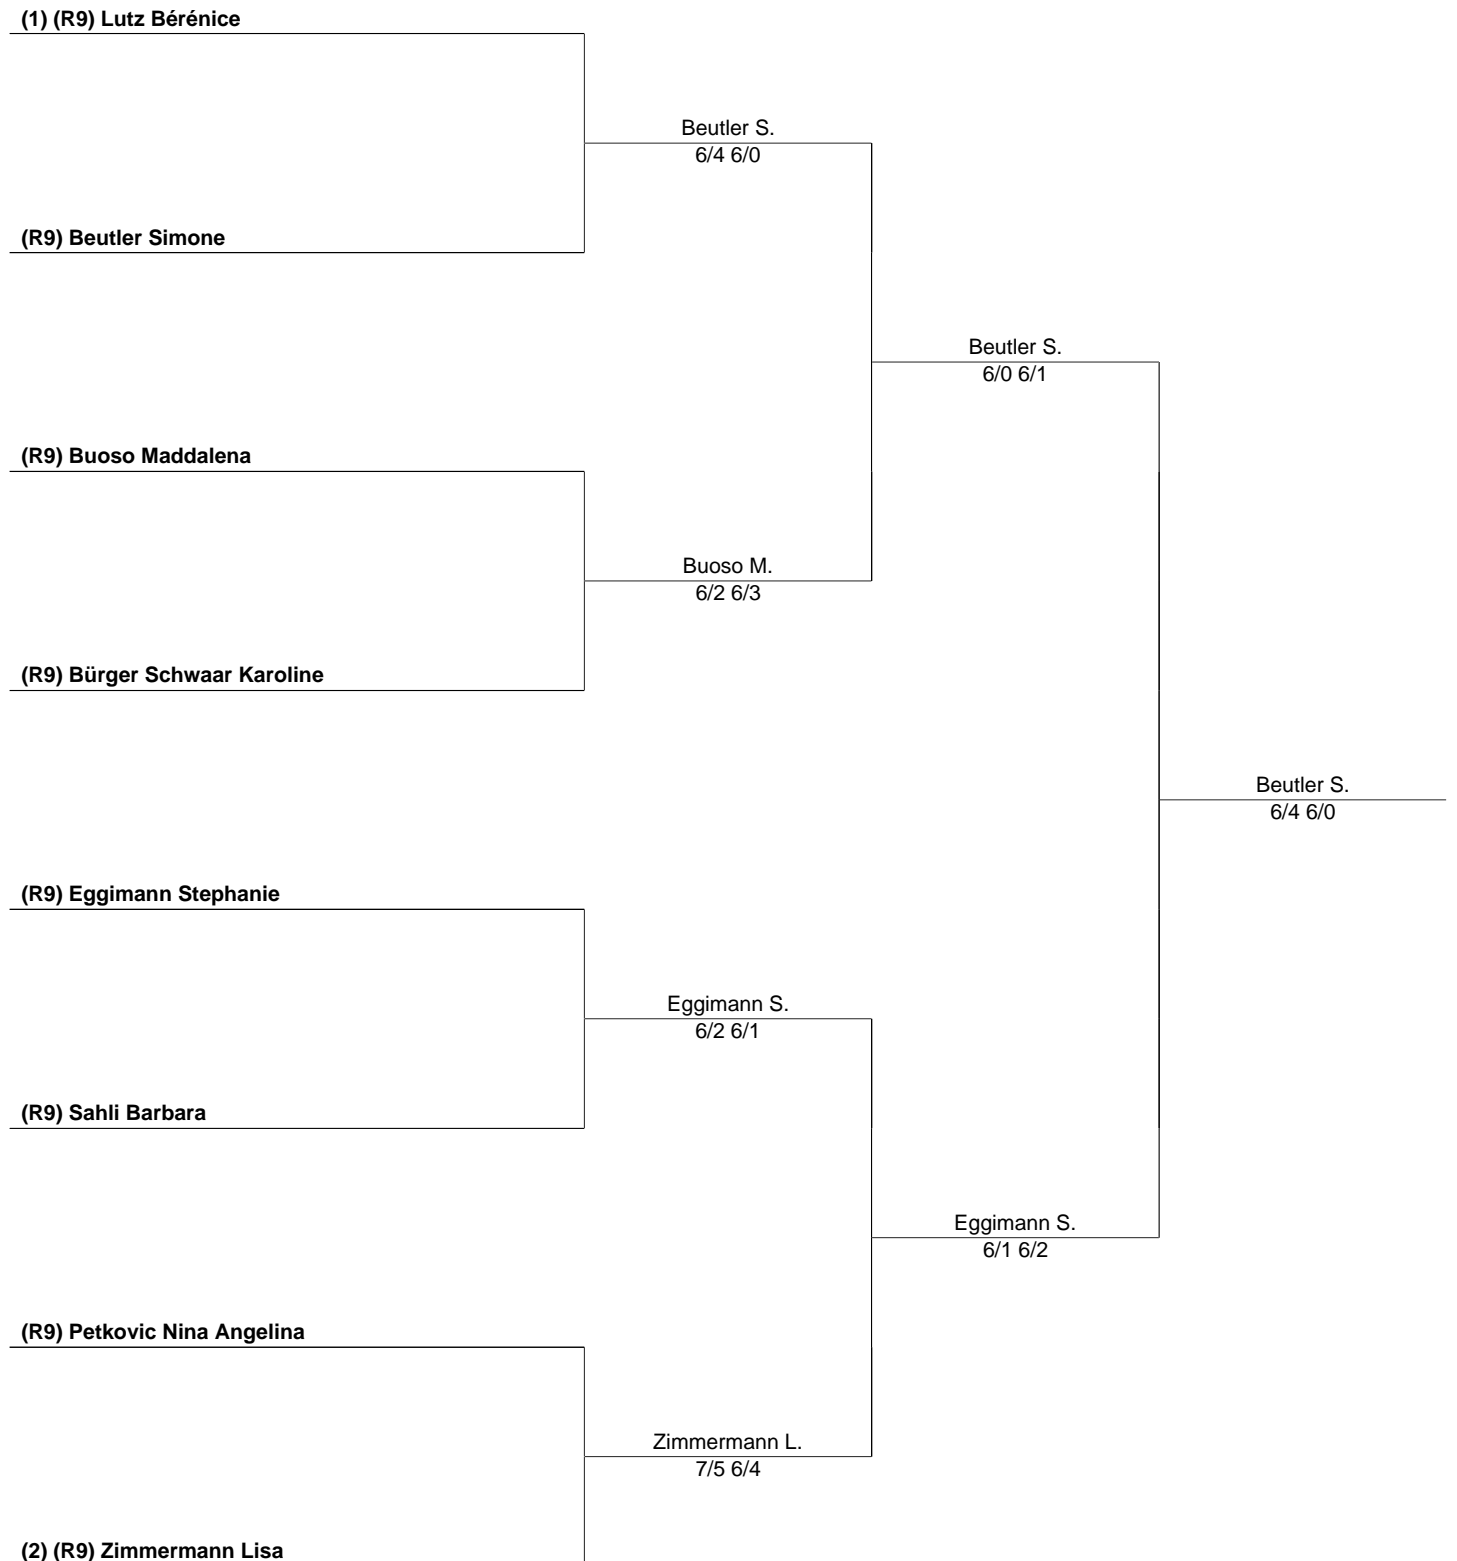 (1) (R9) Lutz Bérénice
Beutler S.
6/4 6/0
(R9) Beutler Simone
Beutler S.
6/0 6/1
(R9) Buoso Maddalena
Buoso M.
6/2 6/3
(R9) Bürger Schwaar Karoline
Beutler S.
6/4 6/0
(R9) Eggimann Stephanie
Eggimann S.
6/2 6/1
(R9) Sahli Barbara
Eggimann S.
6/1 6/2
(R9) Petkovic Nina Angelina
Zimmermann L.
7/5 6/4
(2) (R9) Zimmermann Lisa